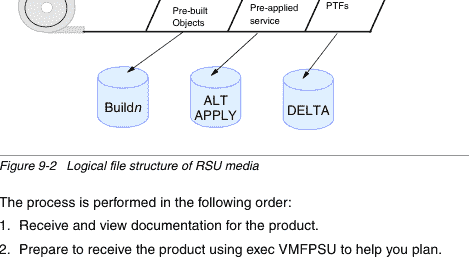 Pre-built
Objects
Pre-applied
service
PTFs
Buildn
ALT
APPLY
DELTA
Figure 9-2 Logical file structure of RSU media
The process is performed in the following order:
1. Receive and view documentation for the product.
2. Prepare to receive the product using exec VMFPSU to help you plan.